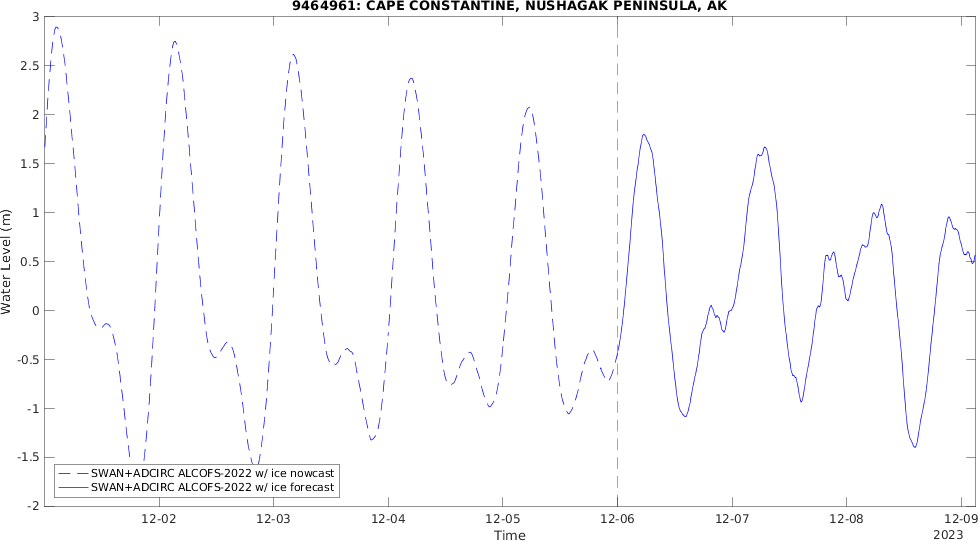 9464961: CAPE CONSTANTINE, NUSHAGAK PENINSULA, AK
3
2.5
2
1.5
1
0.5
0
-0.5
-1
-1.5
-2
Water Level (m)
SWAN+ADCIRC ALCOFS-2022 w/ ice nowcast
SWAN+ADCIRC ALCOFS-2022 w/ ice forecast
12-02 12-03 12-04 12-05 12-06 12-07 12-08 12-09
Time
2023